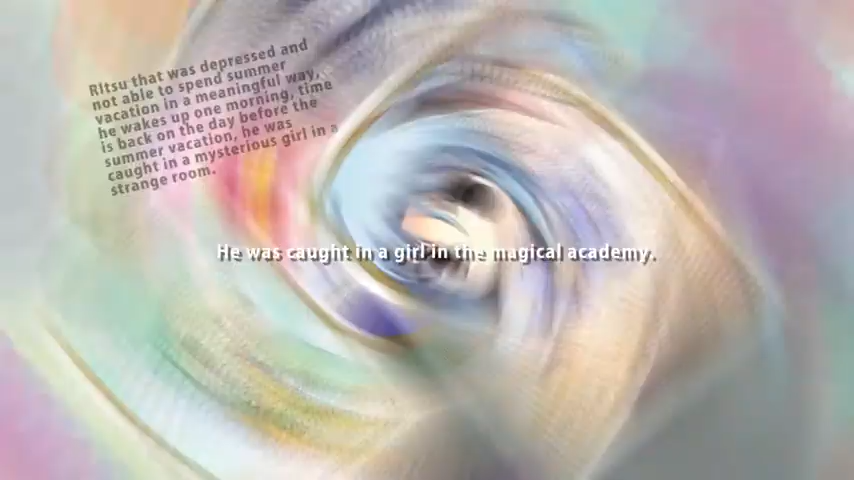 RItsu that was depressed and
not able to spend summer
vacation in a meaningful way,
he wakes up one morning, time
is back on the day before the
summer vacation, he was
caught in a mysterious girl in a
strange room.
He was caught in a girl in the magical academy.